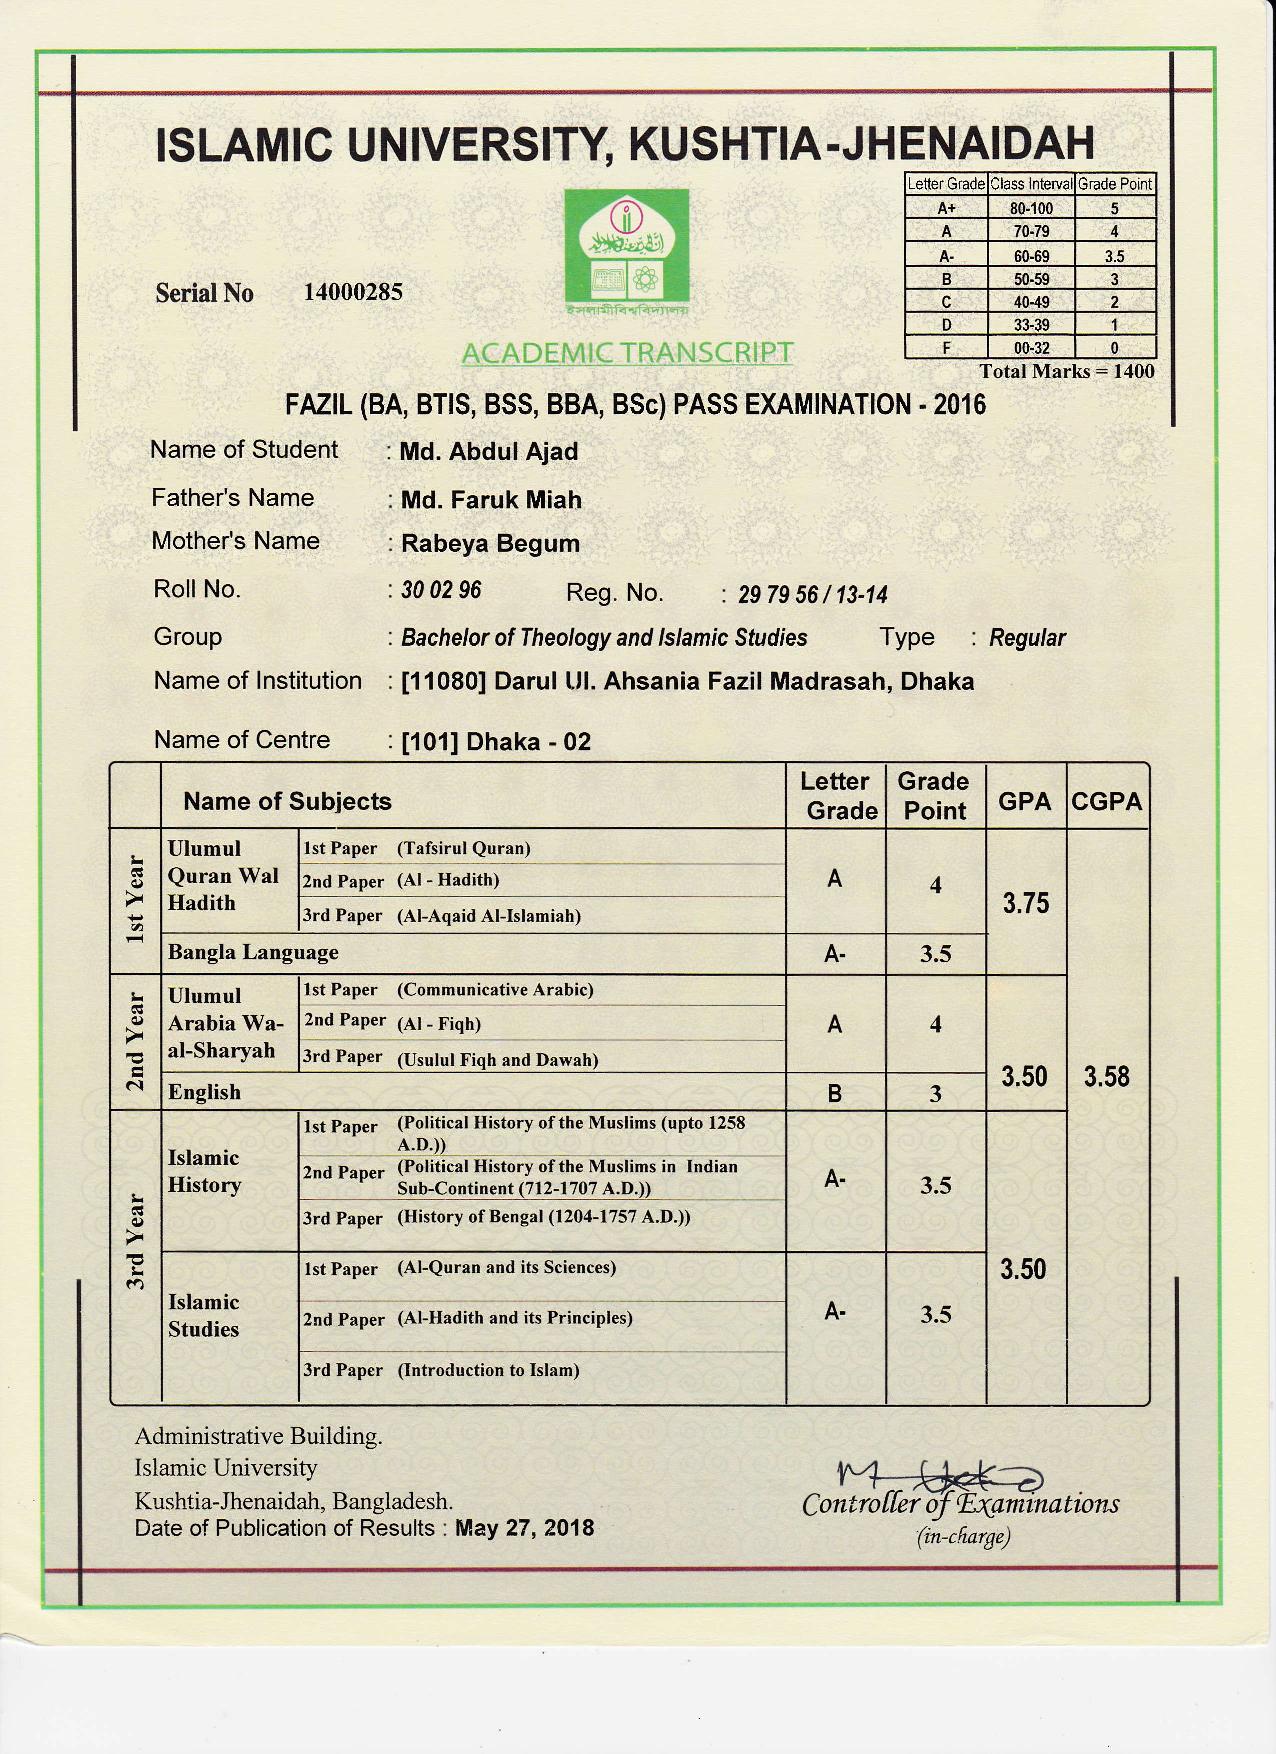 ISLAMIC UNIVERSITY, KUSHTIA-JHENAIDAH
Letter Grade Class Interval Grade Point
A+ 80-100 5
A 70-79 4
A- 60-69 3.5
B 50-59 3
C 40-49 2
D 33-39 1
F 00-32 0
Total Marks = 1400
Serial No 14000285
ইসলামী বিশ্ববিদ্যালয়
ACADEMIC TRANSCRIPT
FAZIL (BA, BTIS, BSS, BBA, BSc) PASS EXAMINATION - 2016
Name of Student : Md. Abdul Ajad
Father's Name : Md. Faruk Miah
Mother's Name : Rabeya Begum
Roll No. : 30 02 96 Reg. No. : 29 79 56 / 13-14
Group : Bachelor of Theology and Islamic Studies Type : Regular
Name of Institution : [11080] Darul Ul. Ahsania Fazil Madrasah, Dhaka
Name of Centre : [101] Dhaka - 02
Name of Subjects Letter Grade Grade Point GPA CGPA
1st Year
Ulumul Quran Wal Hadith
1st Paper (Tafsirul Quran)
2nd Paper (Al - Hadith)
3rd Paper (Al-Aqaid Al-Islamiah)
A 4
3.75
Bangla Language A- 3.5
2nd Year
Ulumul Arabia Wa-al-Sharyah
1st Paper (Communicative Arabic)
2nd Paper (Al - Fiqh)
3rd Paper (Usulul Fiqh and Dawah)
A 4
3.50 3.58
English B 3
3rd Year
Islamic History
1st Paper (Political History of the Muslims (upto 1258 A.D.))
2nd Paper (Political History of the Muslims in Indian Sub-Continent (712-1707 A.D.))
3rd Paper (History of Bengal (1204-1757 A.D.))
A- 3.5
3.50
Islamic Studies
1st Paper (Al-Quran and its Sciences)
2nd Paper (Al-Hadith and its Principles)
3rd Paper (Introduction to Islam)
A- 3.5
Administrative Building.
Islamic University
Kushtia-Jhenaidah, Bangladesh.
Date of Publication of Results : May 27, 2018
Controller of Examinations
(in-charge)